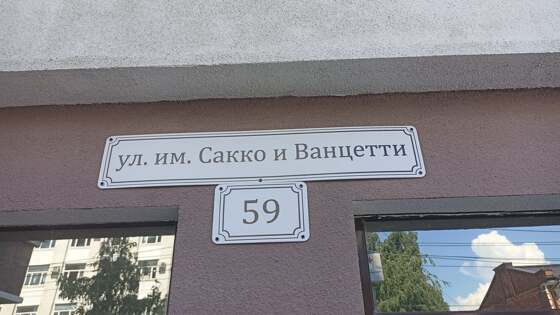 ул. им. Сакко и Ванцетти
59